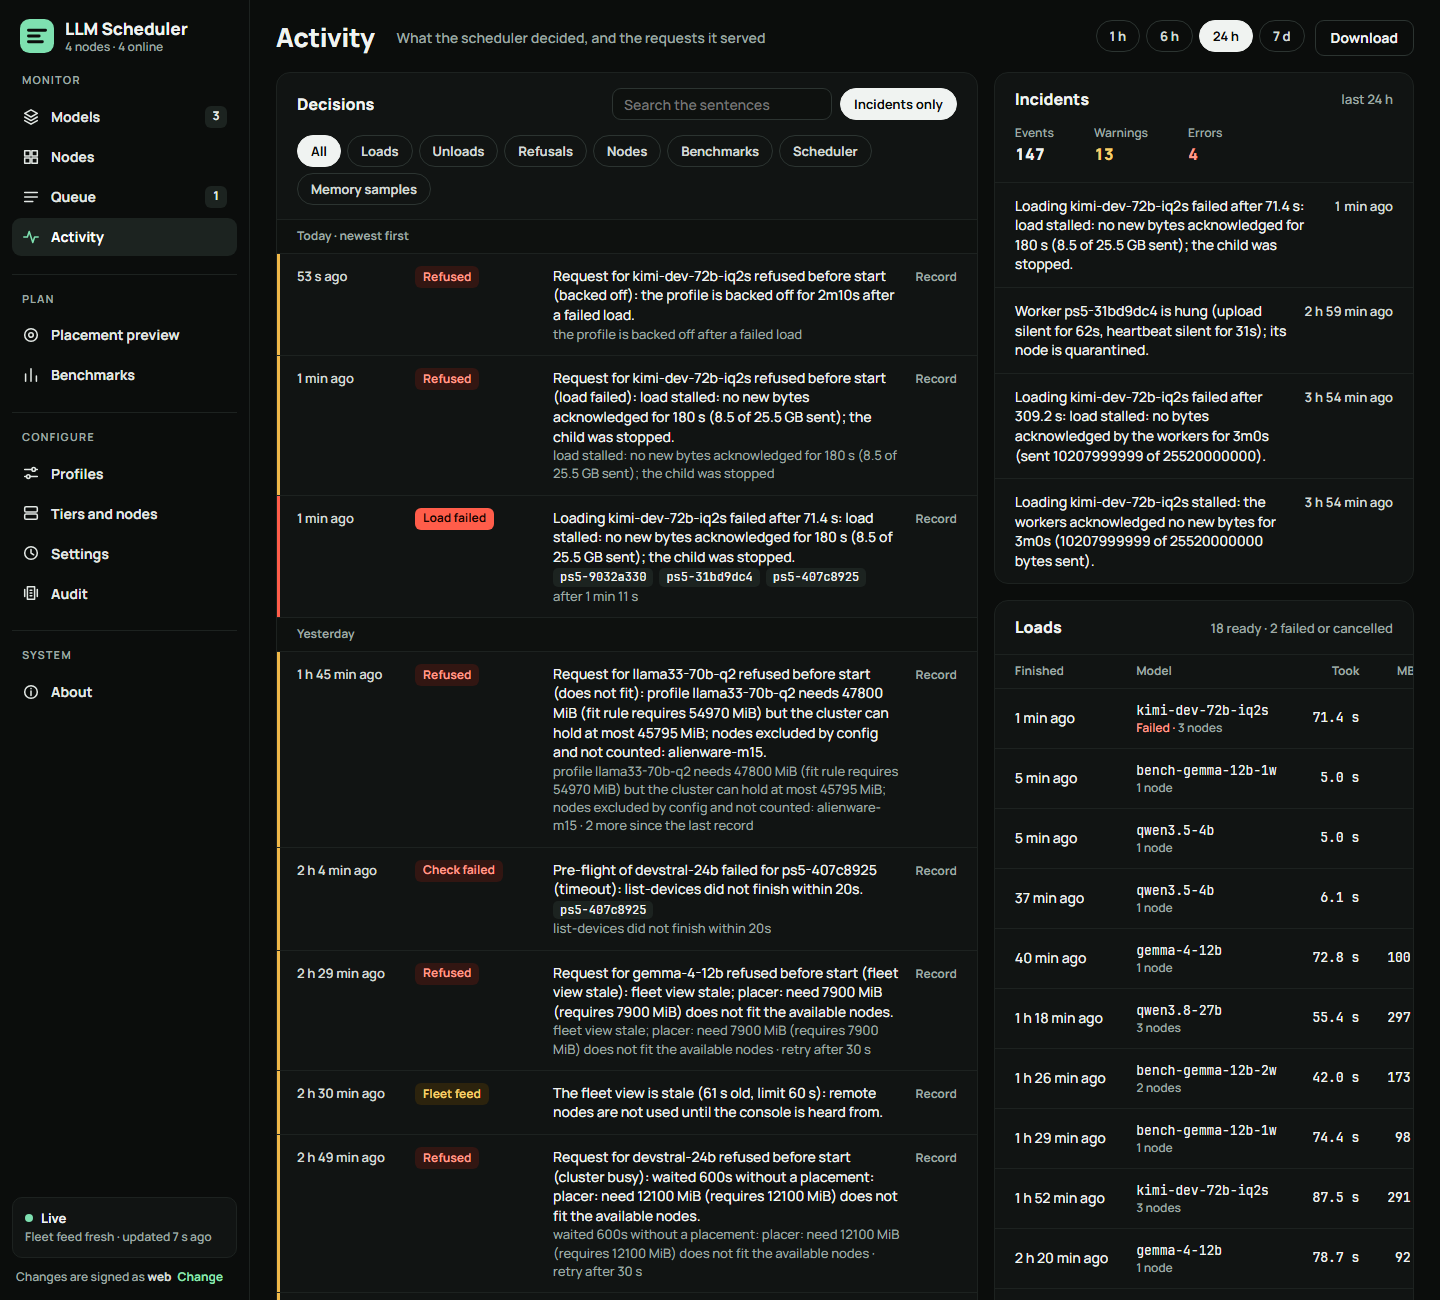 LLM Scheduler
4 nodes · 4 online
MONITOR
Models
3
Nodes
Queue
1
Activity
PLAN
Placement preview
Benchmarks
CONFIGURE
Profiles
Tiers and nodes
Settings
Audit
SYSTEM
About
Live
Fleet feed fresh · updated 7 s ago
Changes are signed as web Change
Activity
What the scheduler decided, and the requests it served
1 h
6 h
24 h
7 d
Download
Decisions
Search the sentences
Incidents only
All
Loads
Unloads
Refusals
Nodes
Benchmarks
Scheduler
Memory samples
Today · newest first
53 s ago
Refused
Request for kimi-dev-72b-iq2s refused before start
(backed off): the profile is backed off for 2m10s after
a failed load.
the profile is backed off after a failed load
Record
1 min ago
Refused
Request for kimi-dev-72b-iq2s refused before start
(load failed): load stalled: no new bytes
acknowledged for 180 s (8.5 of 25.5 GB sent); the
child was stopped.
load stalled: no new bytes acknowledged for 180 s (8.5 of
25.5 GB sent); the child was stopped
Record
1 min ago
Load failed
Loading kimi-dev-72b-iq2s failed after 71.4 s: load
stalled: no new bytes acknowledged for 180 s (8.5 of
25.5 GB sent); the child was stopped.
ps5-9032a330 ps5-31bd9dc4 ps5-407c8925
after 1 min 11 s
Record
Yesterday
1 h 45 min ago
Refused
Request for llama33-70b-q2 refused before start
(does not fit): profile llama33-70b-q2 needs 47800
MiB (fit rule requires 54970 MiB) but the cluster can
hold at most 45795 MiB; nodes excluded by config
and not counted: alienware-m15.
profile llama33-70b-q2 needs 47800 MiB (fit rule requires
54970 MiB) but the cluster can hold at most 45795 MiB;
nodes excluded by config and not counted: alienware-
m15 · 2 more since the last record
Record
2 h 4 min ago
Check failed
Pre-flight of devstral-24b failed for ps5-407c8925
(timeout): list-devices did not finish within 20s.
ps5-407c8925
list-devices did not finish within 20s
Record
2 h 29 min ago
Refused
Request for gemma-4-12b refused before start (fleet
view stale): fleet view stale; placer: need 7900 MiB
(requires 7900 MiB) does not fit the available nodes.
fleet view stale; placer: need 7900 MiB (requires 7900
MiB) does not fit the available nodes · retry after 30 s
Record
2 h 30 min ago
Fleet feed
The fleet view is stale (61 s old, limit 60 s): remote
nodes are not used until the console is heard from.
Record
2 h 49 min ago
Refused
Request for devstral-24b refused before start
(cluster busy): waited 600s without a placement:
placer: need 12100 MiB (requires 12100 MiB) does not
fit the available nodes.
waited 600s without a placement: placer: need 12100 MiB
(requires 12100 MiB) does not fit the available nodes ·
retry after 30 s
Record
Incidents
last 24 h
Events
147
Warnings
13
Errors
4
Loading kimi-dev-72b-iq2s failed after 71.4 s:
load stalled: no new bytes acknowledged for
180 s (8.5 of 25.5 GB sent); the child was
stopped.
1 min ago
Worker ps5-31bd9dc4 is hung (upload
silent for 62s, heartbeat silent for 31s); its
node is quarantined.
2 h 59 min ago
Loading kimi-dev-72b-iq2s failed after
309.2 s: load stalled: no bytes
acknowledged by the workers for 3m0s
(sent 10207999999 of 25520000000).
3 h 54 min ago
Loading kimi-dev-72b-iq2s stalled: the
workers acknowledged no new bytes for
3m0s (10207999999 of 25520000000
bytes sent).
3 h 54 min ago
Loads
18 ready · 2 failed or cancelled
Finished Model Took MB
1 min ago kimi-dev-72b-iq2s 71.4 s
Failed · 3 nodes
5 min ago bench-gemma-12b-1w 5.0 s
1 node
5 min ago qwen3.5-4b 5.0 s
1 node
37 min ago qwen3.5-4b 6.1 s
1 node
40 min ago gemma-4-12b 72.8 s 100
1 node
1 h 18 min ago qwen3.8-27b 55.4 s 297
3 nodes
1 h 26 min ago bench-gemma-12b-2w 42.0 s 173
2 nodes
1 h 29 min ago bench-gemma-12b-1w 74.4 s 98
1 node
1 h 52 min ago kimi-dev-72b-iq2s 87.5 s 291
3 nodes
2 h 20 min ago gemma-4-12b 78.7 s 92
1 node